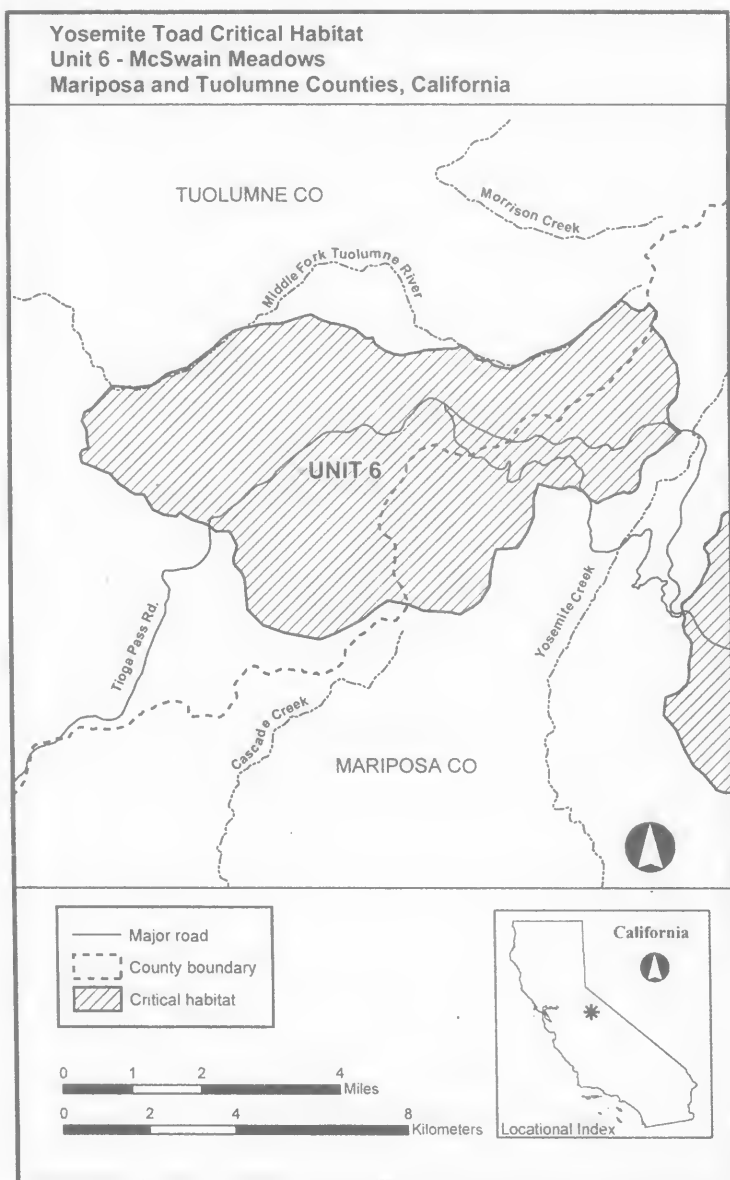 Yosemite Toad Critical Habitat
Unit 6 - McSwain Meadows
Mariposa and Tuolumne Counties, California
TUOLUMNE CO
Morrison Creek
Middle Fork Tuolumne River
UNIT 6
Tioga Pass Rd.
Yosemite Creek
Cascade Creek
MARIPOSA CO
Major road
County boundary
Critical habitat
California
0 1 2 4
Miles
0 2 4 8
Kilometers
Locational Index